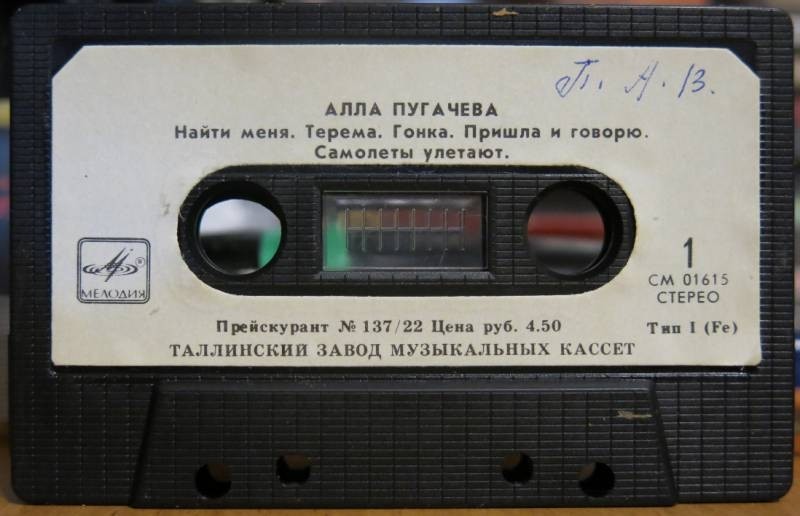 П. А. В.
АЛЛА ПУГАЧЕВА
Найти меня. Терема. Гонка. Пришла и говорю.
Самолеты улетают.
®
МЕЛОДИЯ
1
СМ 01615
СТЕРЕО
Прейскурант № 137/22 Цена руб. 4.50
Тип I (Fe)
ТАЛЛИНСКИЙ ЗАВОД МУЗЫКАЛЬНЫХ КАССЕТ